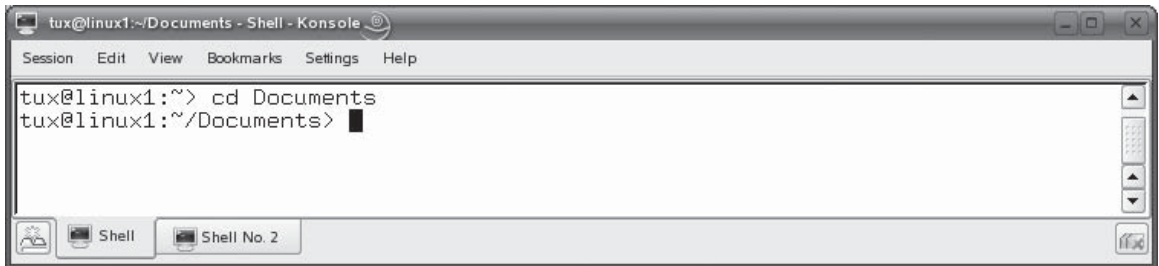 tux@linux1:~/Documents - Shell - Konsole
Session Edit View Bookmarks Settings Help
tux@linux1:~> cd Documents
tux@linux1:~/Documents>
Shell Shell No. 2